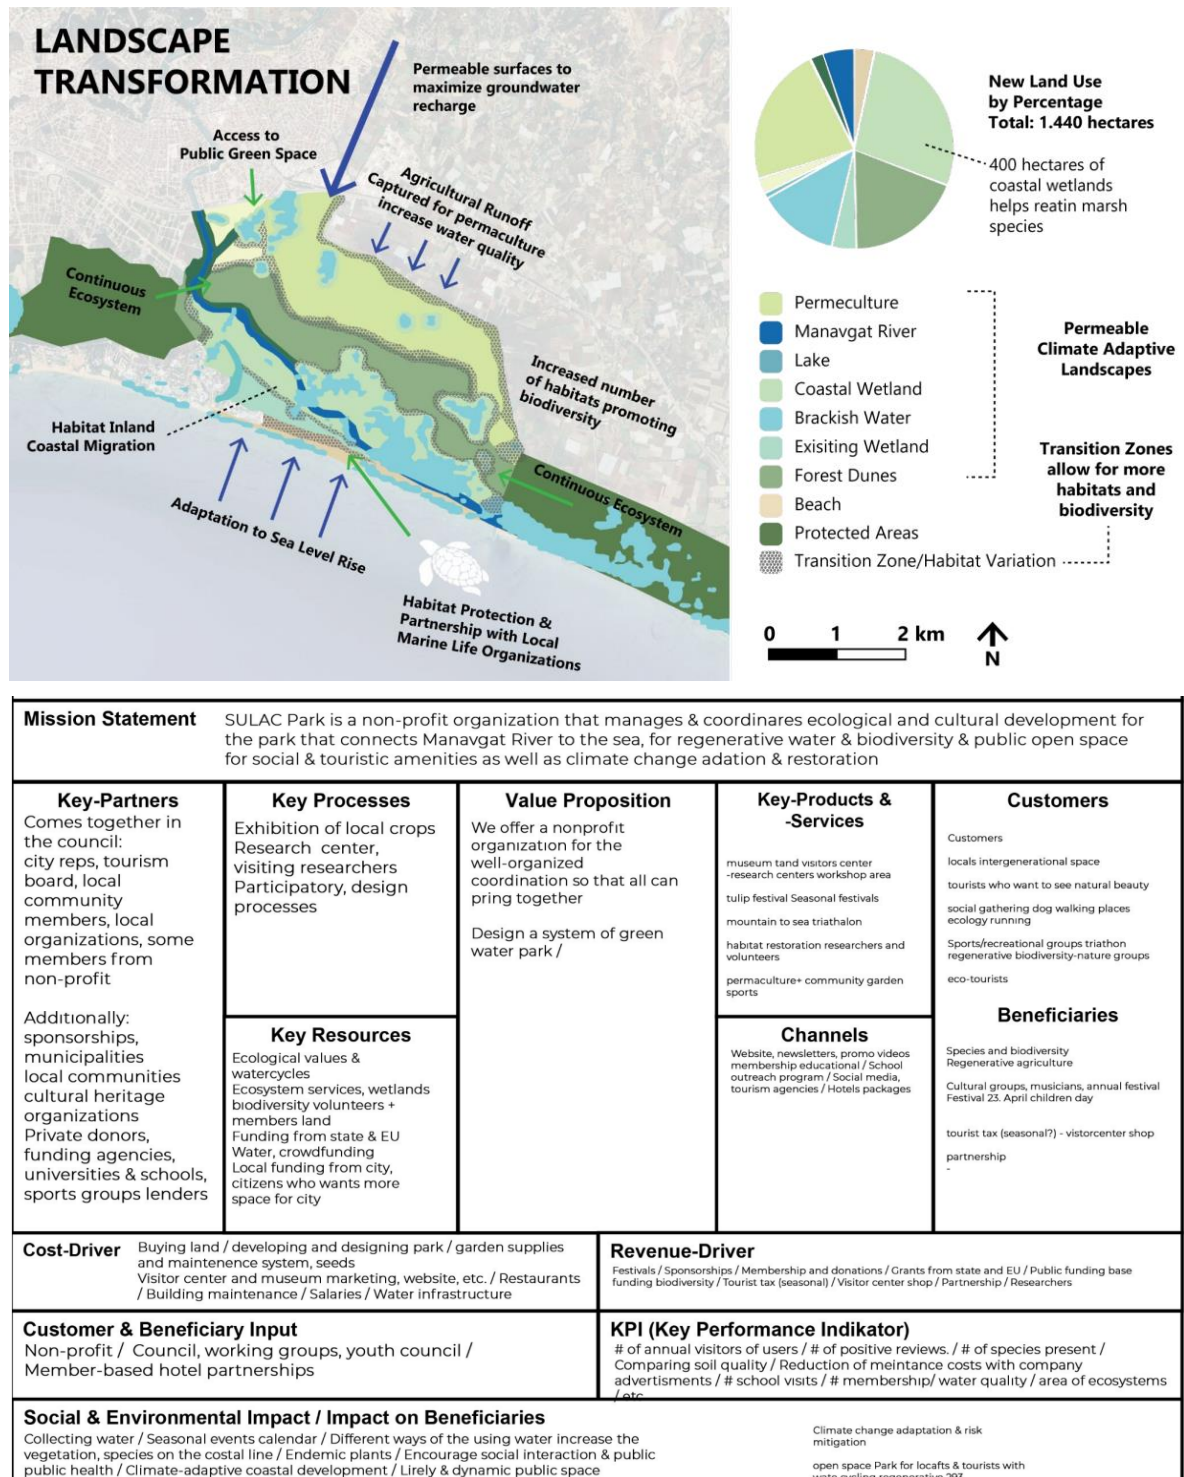 LANDSCAPE
TRANSFORMATION
Permeable surfaces to
maximize groundwater
recharge
Access to
Public Green Space
Agricultural Runoff
Captured for permaculture
increase water quality
Continuous
Ecosystem
Increased number
of habitats promoting
biodiversity
Habitat Inland
Coastal Migration
Continuous Ecosystem
Adaptation to Sea Level Rise
Habitat Protection &
Partnership with Local
Marine Life Organizations
New Land Use
by Percentage
Total: 1.440 hectares
400 hectares of
coastal wetlands
helps reatin marsh
species
Permeculture
Manavgat River
Lake
Coastal Wetland
Brackish Water
Exisiting Wetland
Forest Dunes
Beach
Protected Areas
Transition Zone/Habitat Variation
Permeable
Climate Adaptive
Landscapes
Transition Zones
allow for more
habitats and
biodiversity
0 1 2 km
N
Mission Statement
SULAC Park is a non-profit organization that manages & coordinares ecological and cultural development for
the park that connects Manavgat River to the sea, for regenerative water & biodiversity & public open space
for social & touristic amenities as well as climate change adation & restoration
Key-Partners
Comes together in
the council:
city reps, tourism
board, local
community
members, local
organizations, some
members from
non-profit
Additionally:
sponsorships,
municipalities
local communities
cultural heritage
organizations
Private donors,
funding agencies,
universities & schools,
sports groups lenders
Key Processes
Exhibition of local crops
Research center,
visiting researchers
Participatory, design
processes
Key Resources
Ecological values &
watercycles
Ecosystem services, wetlands
biodiversity volunteers +
members land
Funding from state & EU
Water, crowdfunding
Local funding from city,
citizens who wants more
space for city
Value Proposition
We offer a nonprofit
organization for the
well-organized
coordination so that all can
pring together
Design a system of green
water park /
Key-Products &
-Services
museum tand visitors center
-research centers workshop area
tulip festival Seasonal festivals
mountain to sea triathalon
habitat restoration researchers and
volunteers
permaculture+ community garden
sports
Channels
Website, newsletters, promo videos
membership educational / School
outreach program / Social media,
tourism agencies / Hotels packages
Customers
Customers
locals intergenerational space
tourists who want to see natural beauty
social gathering dog walking places
ecology running
Sports/recreational groups triathon
regenerative biodiversity-nature groups
eco-tourists
Beneficiaries
Species and biodiversity
Regenerative agriculture
Cultural groups, musicians, annual festival
Festival 23. April children day
tourist tax (seasonal?) - vistorcenter shop
partnership
-
Cost-Driver
Buying land / developing and designing park / garden supplies
and maintenence system, seeds
Visitor center and museum marketing, website, etc. / Restaurants
/ Building maintenance / Salaries / Water infrastructure
Revenue-Driver
Festivals / Sponsorships / Membership and donations / Grants from state and EU / Public funding base
funding biodiversity / Tourist tax (seasonal) / Visitor center shop / Partnership / Researchers
Customer & Beneficiary Input
Non-profit / Council, working groups, youth council /
Member-based hotel partnerships
KPI (Key Performance Indikator)
# of annual visitors of users / # of positive reviews. / # of species present /
Comparing soil quality / Reduction of meintance costs with company
advertisments / # school visits / # membership/ water quality / area of ecosystems
/ etc
Social & Environmental Impact / Impact on Beneficiaries
Collecting water / Seasonal events calendar / Different ways of the using water increase the
vegetation, species on the costal line / Endemic plants / Encourage social interaction & public
public health / Climate-adaptive coastal development / Lirely & dynamic public space
Climate change adaptation & risk
mitigation
open space Park for locafts & tourists with